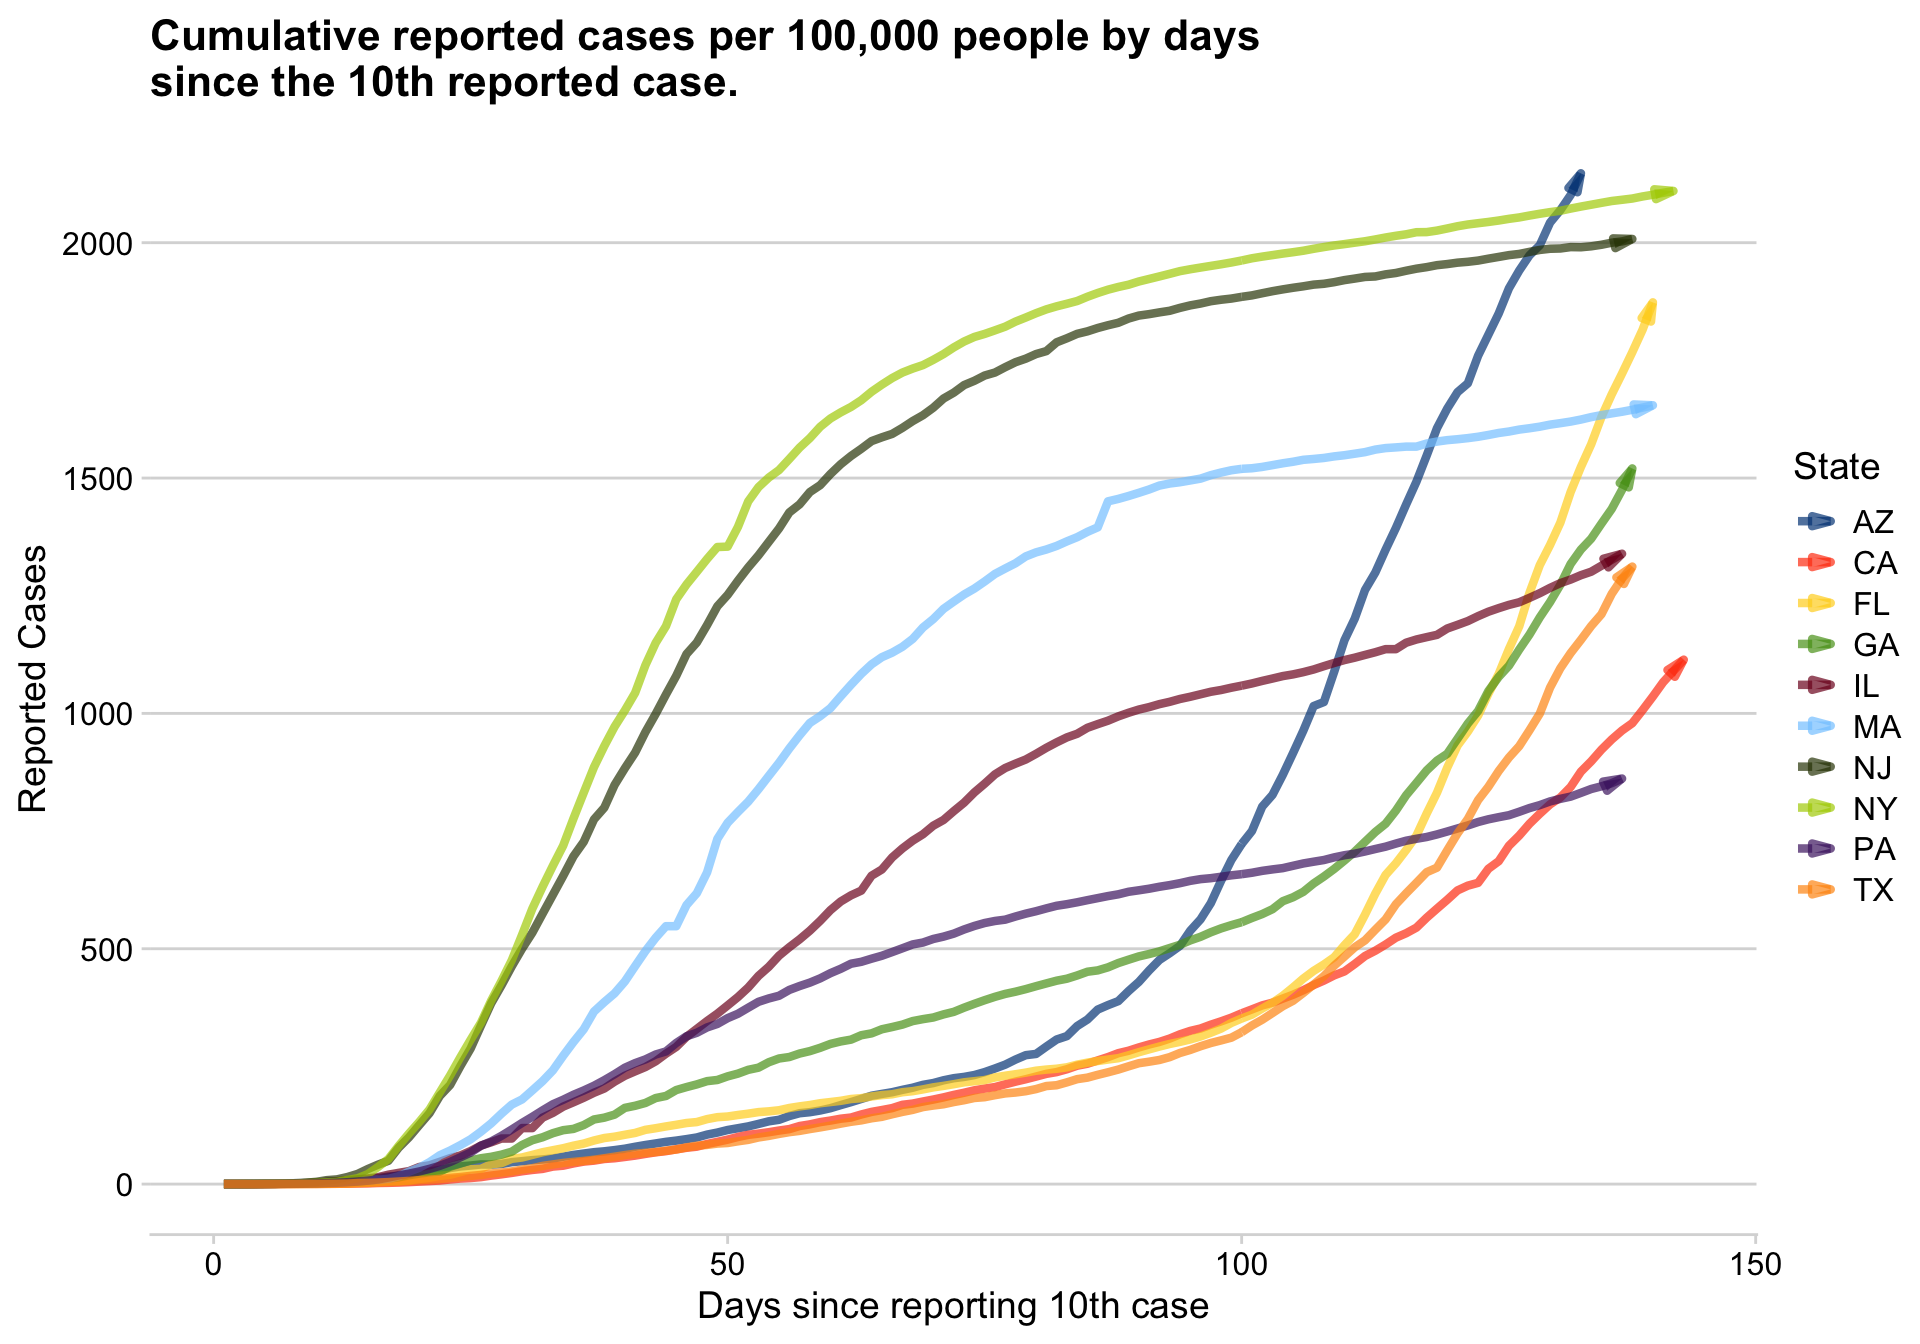 Cumulative reported cases per 100,000 people by days
since the 10th reported case.
2000
1500
1000
500
0
Reported Cases
0
50
100
150
Days since reporting 10th case
State
AZ
CA
FL
GA
IL
MA
NJ
NY
PA
TX